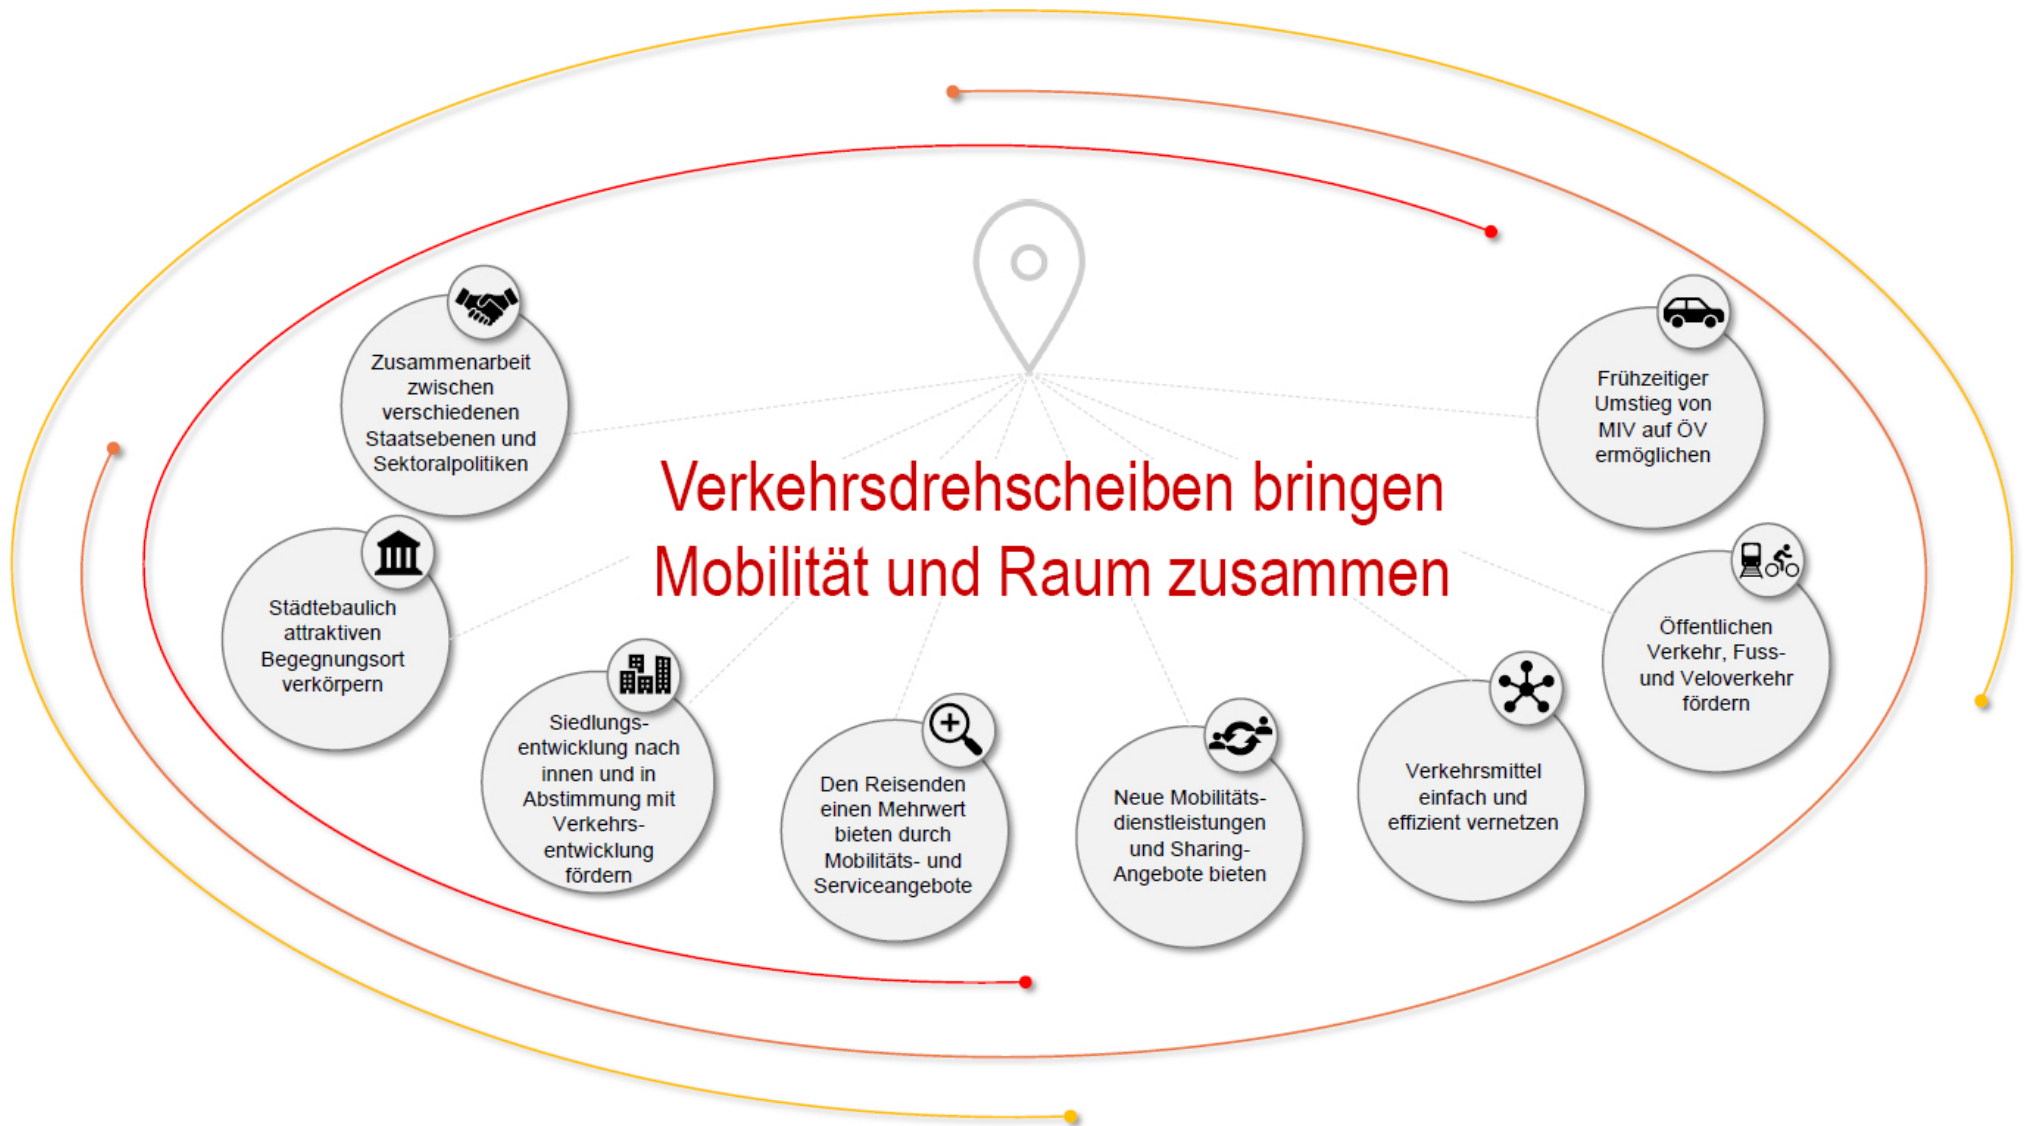 Verkehrsdrehscheiben bringen
Mobilität und Raum zusammen
Zusammenarbeit
zwischen
verschiedenen
Staatsebenen und
Sektoralpolitiken
Städtebaulich
attraktiven
Begegnungsort
verkörpern
Siedlungs-
entwicklung nach
innen und in
Abstimmung mit
Verkehrs-
entwicklung
fördern
Den Reisenden
einen Mehrwert
bieten durch
Mobilitäts- und
Serviceangebote
Neue Mobilitäts-
dienstleistungen
und Sharing-
Angebote bieten
Verkehrsmittel
einfach und
effizient vernetzen
Öffentlichen
Verkehr, Fuss-
und Veloverkehr
fördern
Frühzeitiger
Umstieg von
MIV auf ÖV
ermöglichen